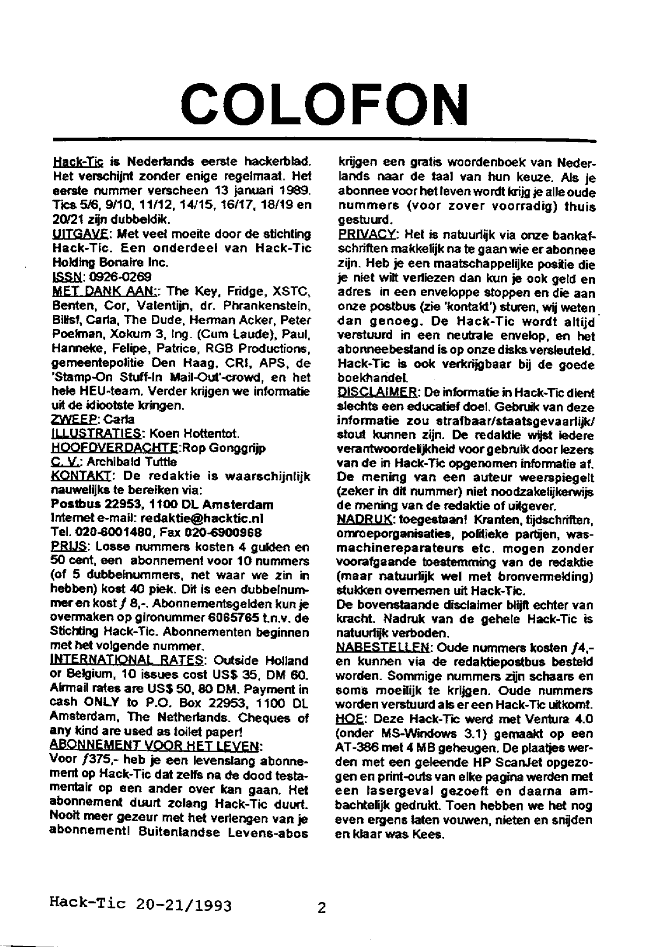 COLOFON
Hack-Tic is Nederlands eerste hackerblad.
Het verschijnt zonder enige regelmaat. Het
eerste nummer verscheen 13 januari 1989.
Tics 5/6, 9/10, 11/12, 14/15, 16/17, 18/19 en
20/21 zijn dubbeldik.
UITGAVE: Met veel moeite door de stichting
Hack-Tic. Een onderdeel van Hack-Tic
Holding Bonaire Inc.
ISSN: 0926-0269
MET DANK AAN:: The Key, Fridge, XSTC,
Benten, Cor, Valentijn, dr. Phrankenstein,
Billsf, Carla, The Dude, Herman Acker, Peter
Poelman, Xokum 3, Ing. (Cum Laude), Paul,
Hanneke, Felipe, Patrice, RGB Productions,
gemeentepolitie Den Haag, CRI, APS, de
'Stamp-On Stuff-In Mail-Out'-crowd, en het
hele HEU-team. Verder krijgen we informatie
uit de idiootste kringen.
ZWEEP: Carla
ILLUSTRATIES: Koen Hottentot.
HOOFDVERDACHTE:Rop Gonggrijp
C. V.: Archibald Tuttle
KONTAKT: De redaktie is waarschijnlijk
nauwelijks te bereiken via:
Postbus 22953, 1100 DL Amsterdam
Internet e-mail: redaktie@hacktic.nl
Tel. 020-6001480, Fax 020-6900968
PRIJS: Losse nummers kosten 4 gulden en
50 cent, een abonnement voor 10 nummers
(of 5 dubbelnummers, net waar we zin in
hebben) kost 40 piek. Dit is een dubbelnum-
mer en kost ƒ 8,-. Abonnementsgelden kun je
overmaken op gironummer 6065765 t.n.v. de
Stichting Hack-Tic. Abonnementen beginnen
met het volgende nummer.
INTERNATIONAL RATES: Outside Holland
or Belgium, 10 issues cost US$ 35, DM 60.
Airmail rates are US$ 50, 80 DM. Payment in
cash ONLY to P.O. Box 22953, 1100 DL
Amsterdam, The Netherlands. Cheques of
any kind are used as toilet paper!
ABONNEMENT VOOR HET LEVEN:
Voor ƒ375,- heb je een levenslang abonne-
ment op Hack-Tic dat zelfs na de dood testa-
mentair op een ander over kan gaan. Het
abonnement duurt zolang Hack-Tic duurt.
Nooit meer gezeur met het verlengen van je
abonnement! Buitenlandse Levens-abos
krijgen een gratis woordenboek van Neder-
lands naar de taal van hun keuze. Als je
abonnee voor het leven wordt krijg je alle oude
nummers (voor zover voorradig) thuis
gestuurd.
PRIVACY: Het is natuurlijk via onze bankaf-
schriften makkelijk na te gaan wie er abonnee
zijn. Heb je een maatschappelijke positie die
je niet wilt verliezen dan kun je ook geld en
adres in een enveloppe stoppen en die aan
onze postbus (zie 'kontakt') sturen, wij weten
dan genoeg. De Hack-Tic wordt altijd
verstuurd in een neutrale envelop, en het
abonneebestand is op onze disks versleuteld.
Hack-Tic is ook verkrijgbaar bij de goede
boekhandel.
DISCLAIMER: De informatie in Hack-Tic dient
slechts een educatief doel. Gebruik van deze
informatie zou strafbaar/staatsgevaarlijk/
stout kunnen zijn. De redaktie wijst iedere
verantwoordelijkheid voor gebruik door lezers
van de in Hack-Tic opgenomen informatie af.
De mening van een auteur weerspiegelt
(zeker in dit nummer) niet noodzakelijkerwijs
de mening van de redaktie of uitgever.
NADRUK: toegestaan! Kranten, tijdschriften,
omroeporganisaties, politieke partijen, was-
machinereparateurs etc. mogen zonder
voorafgaande toestemming van de redaktie
(maar natuurlijk wel met bronvermelding)
stukken overnemen uit Hack-Tic.
De bovenstaande disclaimer blijft echter van
kracht. Nadruk van de gehele Hack-Tic is
natuurlijk verboden.
NABESTELLEN: Oude nummers kosten ƒ4,-
en kunnen via de redaktiepostbus besteld
worden. Sommige nummers zijn schaars en
soms moeilijk te krijgen. Oude nummers
worden verstuurd als er een Hack-Tic uitkomt.
HOE: Deze Hack-Tic werd met Ventura 4.0
(onder MS-Windows 3.1) gemaakt op een
AT-386 met 4 MB geheugen. De plaatjes wer-
den met een geleende HP ScanJet opgezo-
gen en print-outs van elke pagina werden met
een lasergeval gezoeft en daarna am-
bachtelijk gedrukt. Toen hebben we het nog
even ergens laten vouwen, nieten en snijden
en klaar was Kees.
Hack-Tic 20-21/1993 2